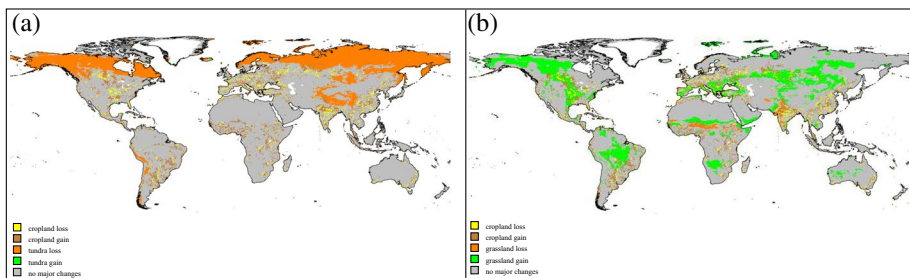 (a)
cropland loss
cropland gain
tundra loss
tundra gain
no major changes
(b)
cropland loss
cropland gain
grassland loss
grassland gain
no major changes